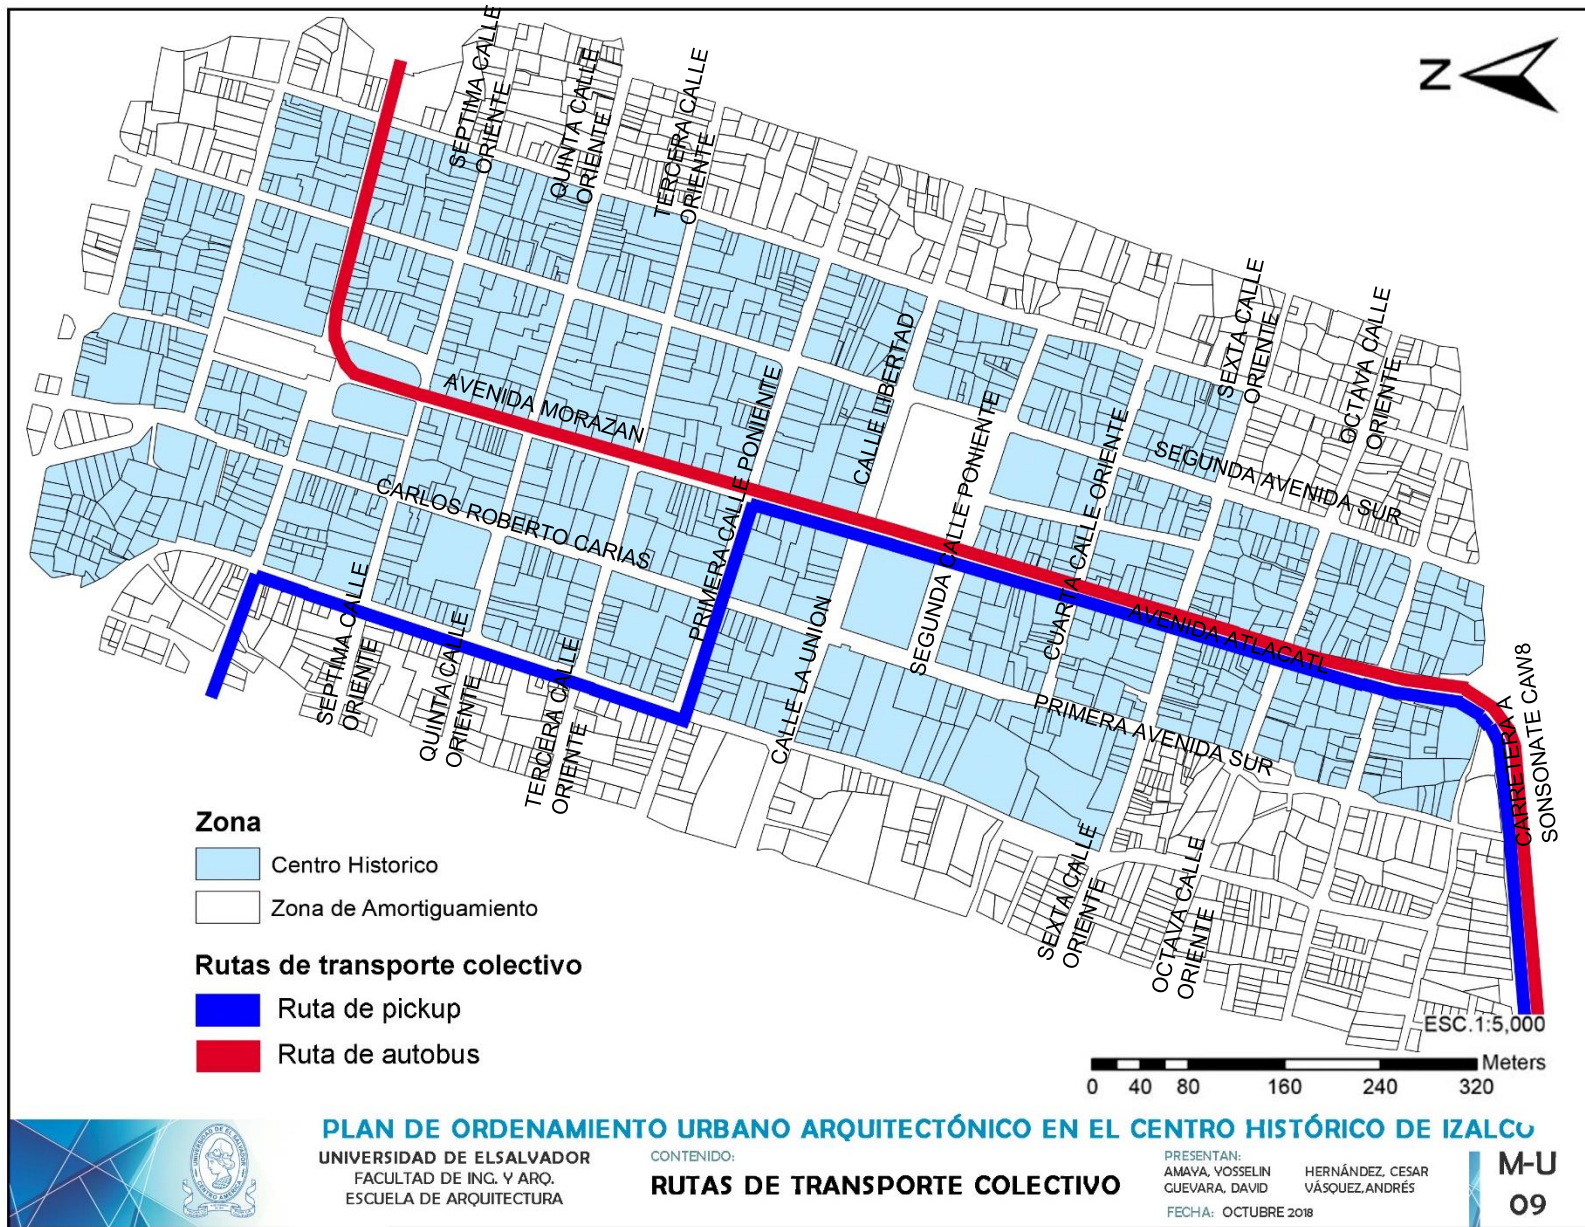 Z
SEPTIMA CALLE
ORIENTE
QUINTA CALLE
ORIENTE
TERCERA CALLE
ORIENTE
SEXTA CALLE
ORIENTE
OCTAVA CALLE
ORIENTE
AVENIDA MORAZAN
PRIMERA CALLE PONIENTE
CALLE LIBERTAD
SEGUNDA CALLE PONIENTE
CUARTA CALLE ORIENTE
SEGUNDA AVENIDA SUR
CARLOS ROBERTO CARIAS
AVENIDA ATLACATL
SEPTIMA CALLE
ORIENTE
QUINTA CALLE
ORIENTE
TERCERA CALLE
ORIENTE
CALLE LA UNION
PRIMERA AVENIDA SUR
CARRETERA A
SONSONATE CAW8
SEXTA CALLE
ORIENTE
OCTAVA CALLE
ORIENTE
Zona
Centro Historico
Zona de Amortiguamiento
Rutas de transporte colectivo
Ruta de pickup
Ruta de autobus
ESC.1:5,000
Meters
0 40 80 160 240 320
PLAN DE ORDENAMIENTO URBANO ARQUITECTÓNICO EN EL CENTRO HISTÓRICO DE IZALCO
UNIVERSIDAD DE ELSALVADOR
FACULTAD DE ING. Y ARQ.
ESCUELA DE ARQUITECTURA
CONTENIDO:
RUTAS DE TRANSPORTE COLECTIVO
PRESENTAN:
AMAYA, YOSSELIN HERNÁNDEZ, CESAR
GUEVARA, DAVID VÁSQUEZ,ANDRÉS
FECHA: OCTUBRE 2018
M-U
09